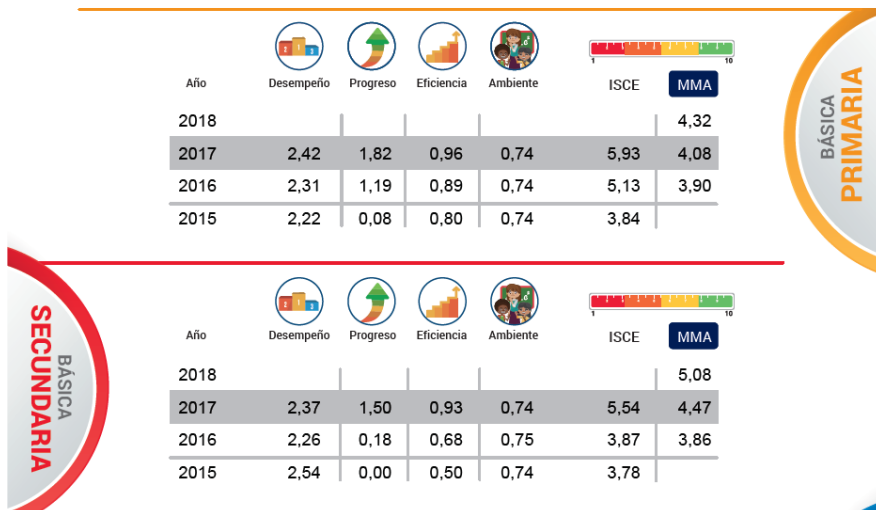 1 10
Año Desempeño Progreso Eficiencia Ambiente ISCE MMA
2018 4,32
2017 2,42 1,82 0,96 0,74 5,93 4,08
2016 2,31 1,19 0,89 0,74 5,13 3,90
2015 2,22 0,08 0,80 0,74 3,84
BÁSICA
PRIMARIA
1 10
Año Desempeño Progreso Eficiencia Ambiente ISCE MMA
2018 5,08
2017 2,37 1,50 0,93 0,74 5,54 4,47
2016 2,26 0,18 0,68 0,75 3,87 3,86
2015 2,54 0,00 0,50 0,74 3,78
BÁSICA
SECUNDARIA